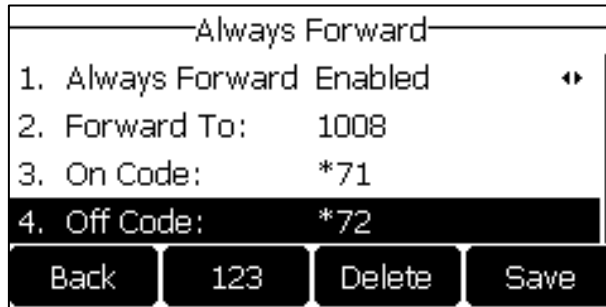 Always Forward
1. Always Forward Enabled
2. Forward To: 1008
3. On Code: *71
4. Off Code: *72
Back 123 Delete Save